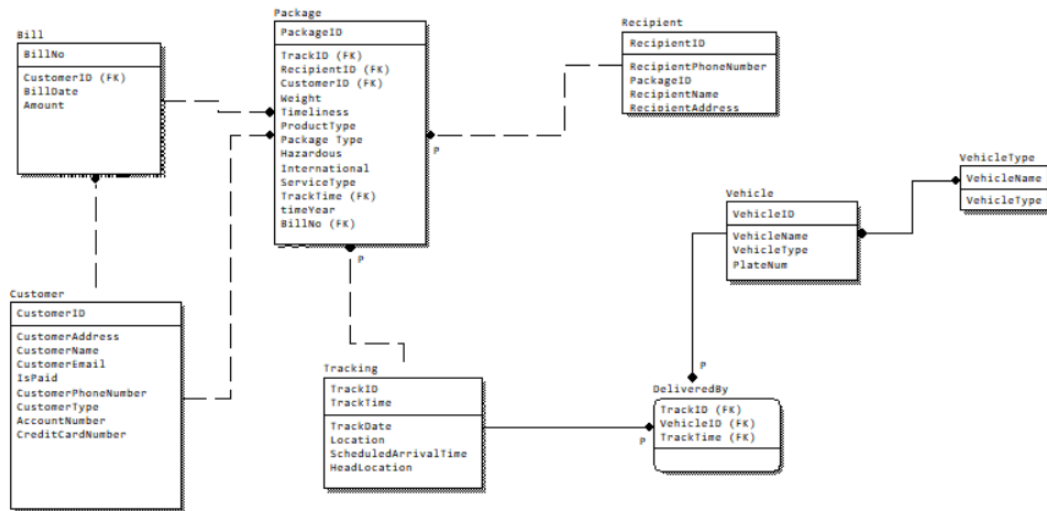 Bill
BillNo
CustomerID (FK)
BillDate
Amount
Package
PackageID
TrackID (FK)
RecipientID (FK)
CustomerID (FK)
Weight
Timeliness
ProductType
Package Type
Hazardous
International
ServiceType
TrackTime (FK)
timeYear
BillNo (FK)
P
P
Recipient
RecipientID
RecipientPhoneNumber
PackageID
RecipientName
RecipientAddress
VehicleType
VehicleName
VehicleType
Vehicle
VehicleID
VehicleName
VehicleType
PlateNum
Customer
CustomerID
CustomerAddress
CustomerName
CustomerEmail
IsPaid
CustomerPhoneNumber
CustomerType
AccountNumber
CreditCardNumber
Tracking
TrackID
TrackTime
TrackDate
Location
ScheduledArrivalTime
HeadLocation
P
P
DeliveredBy
TrackID (FK)
VehicleID (FK)
TrackTime (FK)